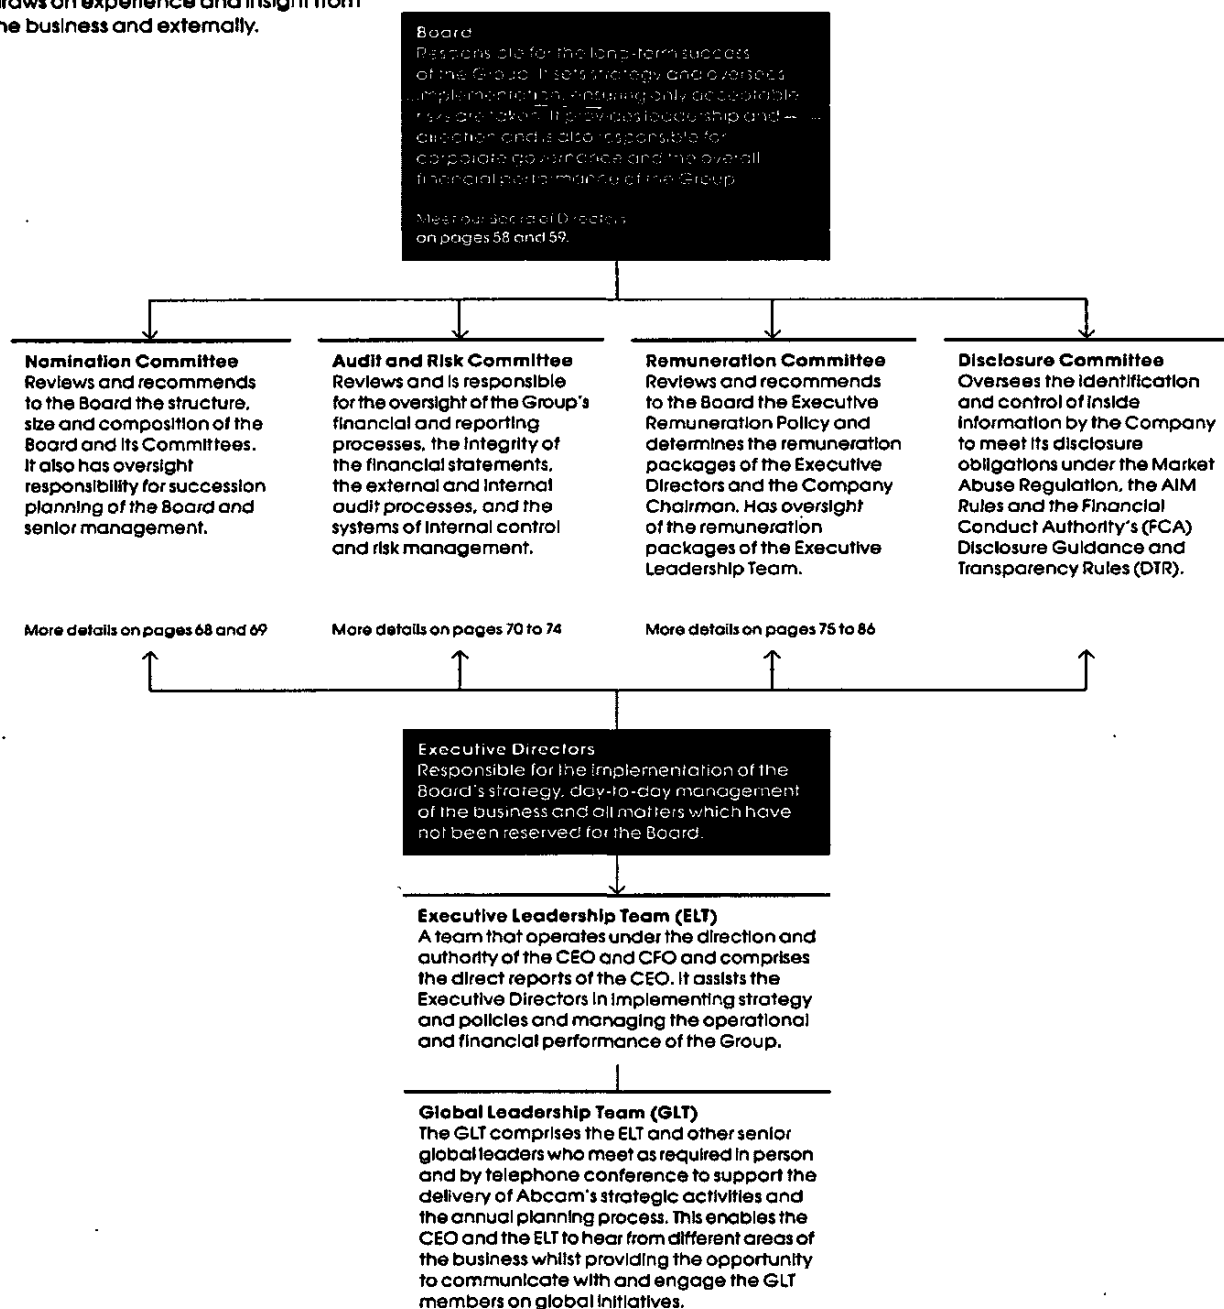 draws on experience and insight from
the business and externally.
Board
Responsible for the long-term success
of the Group. It sets strategy and oversees
implementation, ensuring only acceptable
risks are taken. It provides leadership and
direction and is also responsible for
corporate governance and the overall
financial performance of the Group.
Meet our Board of Directors
on pages 58 and 59.
Nomination Committee
Reviews and recommends
to the Board the structure,
size and composition of the
Board and its Committees.
It also has oversight
responsibility for succession
planning of the Board and
senior management.
More details on pages 68 and 69
Audit and Risk Committee
Reviews and is responsible
for the oversight of the Group's
financial and reporting
processes, the integrity of
the financial statements,
the external and internal
audit processes, and the
systems of internal control
and risk management.
More details on pages 70 to 74
Remuneration Committee
Reviews and recommends
to the Board the Executive
Remuneration Policy and
determines the remuneration
packages of the Executive
Directors and the Company
Chairman. Has oversight
of the remuneration
packages of the Executive
Leadership Team.
More details on pages 75 to 86
Disclosure Committee
Oversees the identification
and control of inside
information by the Company
to meet its disclosure
obligations under the Market
Abuse Regulation, the AIM
Rules and the Financial
Conduct Authority's (FCA)
Disclosure Guidance and
Transparency Rules (DTR).
Executive Directors
Responsible for the implementation of the
Board's strategy, day-to-day management
of the business and all matters which have
not been reserved for the Board.
Executive Leadership Team (ELT)
A team that operates under the direction and
authority of the CEO and CFO and comprises
the direct reports of the CEO. It assists the
Executive Directors in implementing strategy
and policies and managing the operational
and financial performance of the Group.
Global Leadership Team (GLT)
The GLT comprises the ELT and other senior
global leaders who meet as required in person
and by telephone conference to support the
delivery of Abcam's strategic activities and
the annual planning process. This enables the
CEO and the ELT to hear from different areas of
the business whilst providing the opportunity
to communicate with and engage the GLT
members on global initiatives.